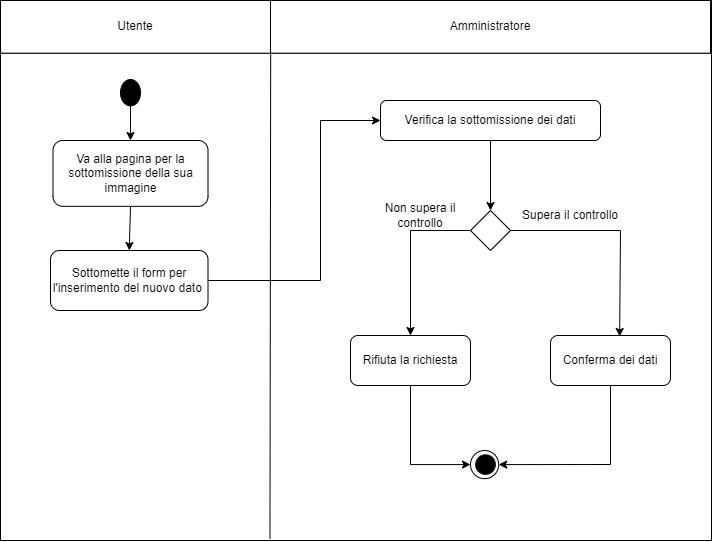 Utente
Amministratore
Va alla pagina per la
sottomissione della sua
immagine
Sottomette il form per
l'inserimento del nuovo dato
Verifica la sottomissione dei dati
Non supera il
controllo
Supera il controllo
Rifiuta la richiesta
Conferma dei dati